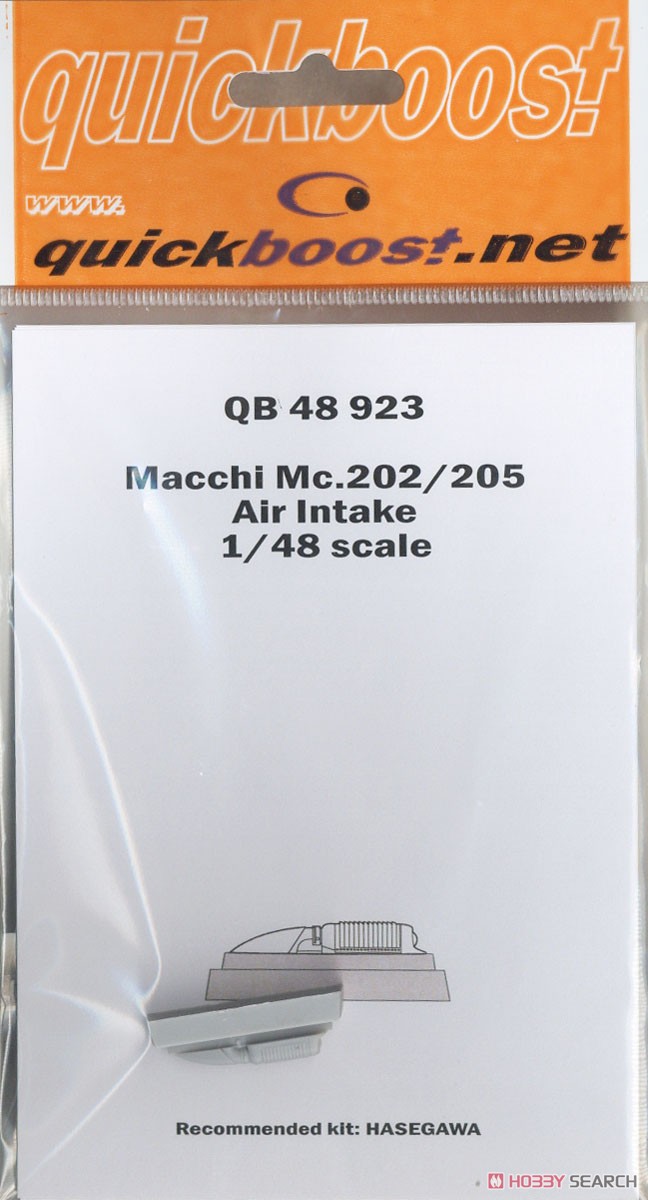 quickboost
www.
quickboost.net
QB 48 923
Macchi Mc.202/205
Air Intake
1/48 scale
Recommended kit: HASEGAWA
HOBBY SEARCH